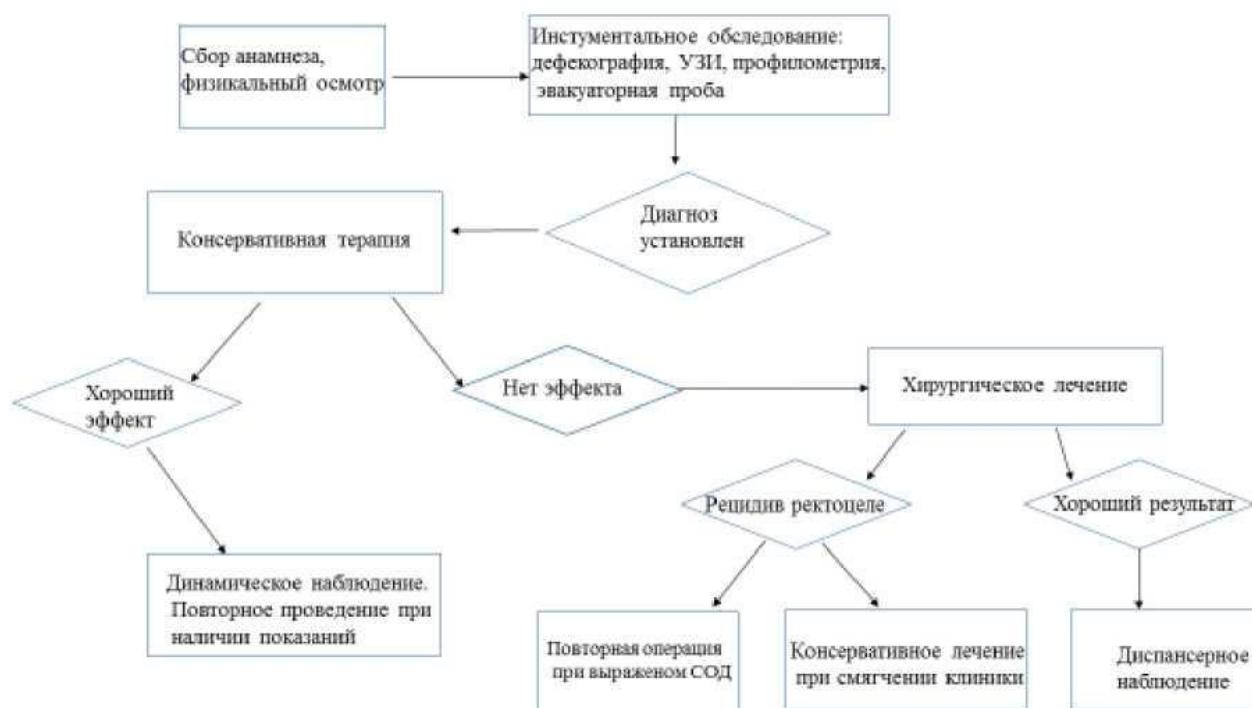 Сбор анамнеза,
физикальный осмотр
Инстументальное обследование:
дефекография, УЗИ, профилометрия,
эвакуаторная проба
Диагноз
установлен
Консервативная терапия
Хороший
эффект
Нет эффекта
Хирургическое лечение
Рецидив ректоцеле
Хороший результат
Динамическое наблюдение.
Повторное проведение при
наличии показаний
Повторная операция
при выраженом СОД
Консервативное лечение
при смягчении клиники
Диспансерное
наблюдение